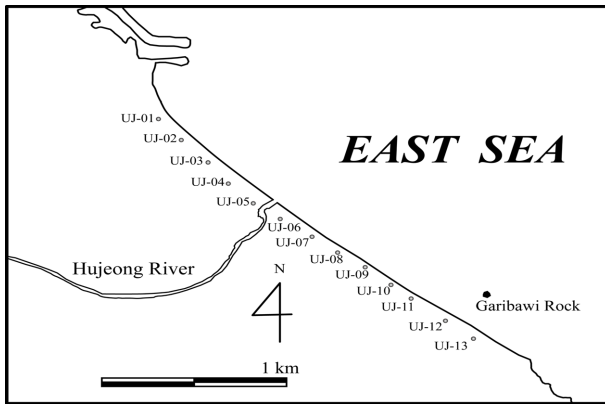 UJ-01
UJ-02
EAST SEA
UJ-03
UJ-04
UJ-05
UJ-06
UJ-07
UJ-08
Hujeong River
N
UJ-09
UJ-10
UJ-11
Garibawi Rock
UJ-12
UJ-13
1 km